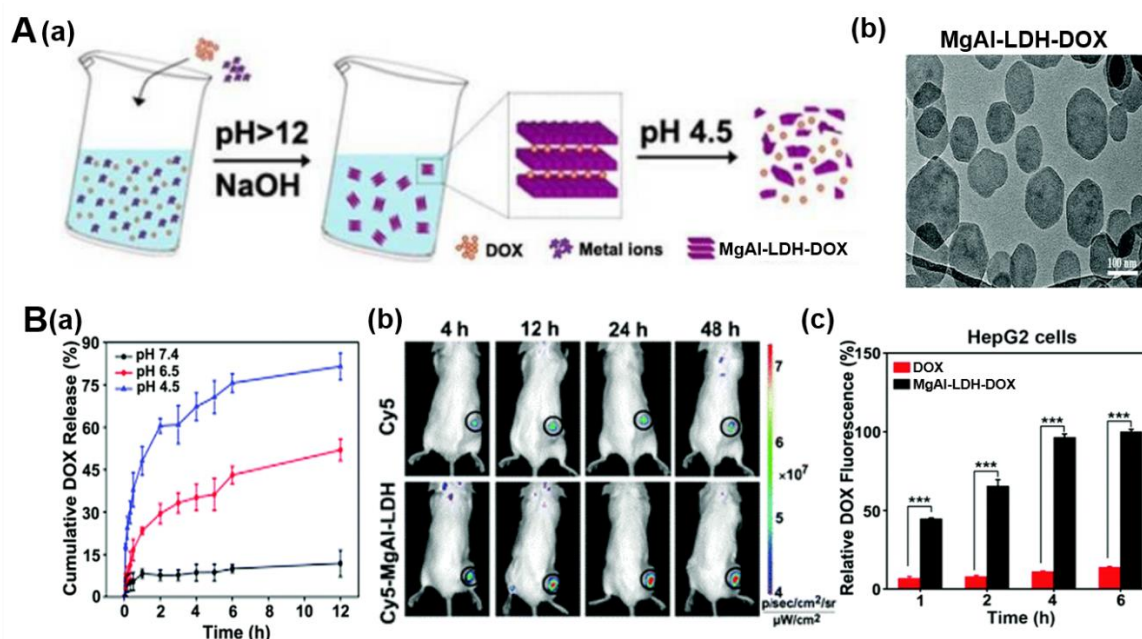 A (a)
pH>12
NaOH
pH 4.5
DOX
Metal ions
MgAl-LDH-DOX
(b)
MgAl-LDH-DOX
100 nm
B (a)
Cumulative DOX Release (%)
90
75
60
45
30
15
0
pH 7.4
pH 6.5
pH 4.5
0 2 4 6 8 10 12
Time (h)
(b)
4 h 12 h 24 h 48 h
Cy5
Cy5-MgAl-LDH
7
6
×10⁷
5
4
p/sec/cm²/sr
µW/cm²
(c)
HepG2 cells
Relative DOX Fluorescence (%)
150
100
50
0
DOX
MgAl-LDH-DOX
*** *** *** ***
1 2 4 6
Time (h)